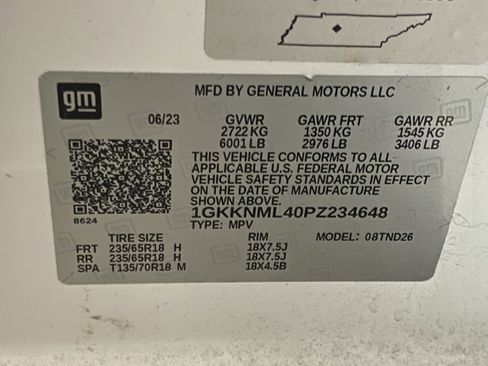 gm
MFD BY GENERAL MOTORS LLC
06/23 GVWR GAWR FRT GAWR RR
2722 KG 1350 KG 1545 KG
6001 LB 2976 LB 3406 LB
THIS VEHICLE CONFORMS TO ALL
APPLICABLE U.S. FEDERAL MOTOR
VEHICLE SAFETY STANDARDS IN EFFECT
ON THE DATE OF MANUFACTURE
SHOWN ABOVE.
1GKKNML40PZ234648
8624 TYPE: MPV MODEL: 08TND26
TIRE SIZE RIM
FRT 235/65R18 H 18X7.5J
RR 235/65R18 H 18X7.5J
SPA T135/70R18 M 18X4.5B